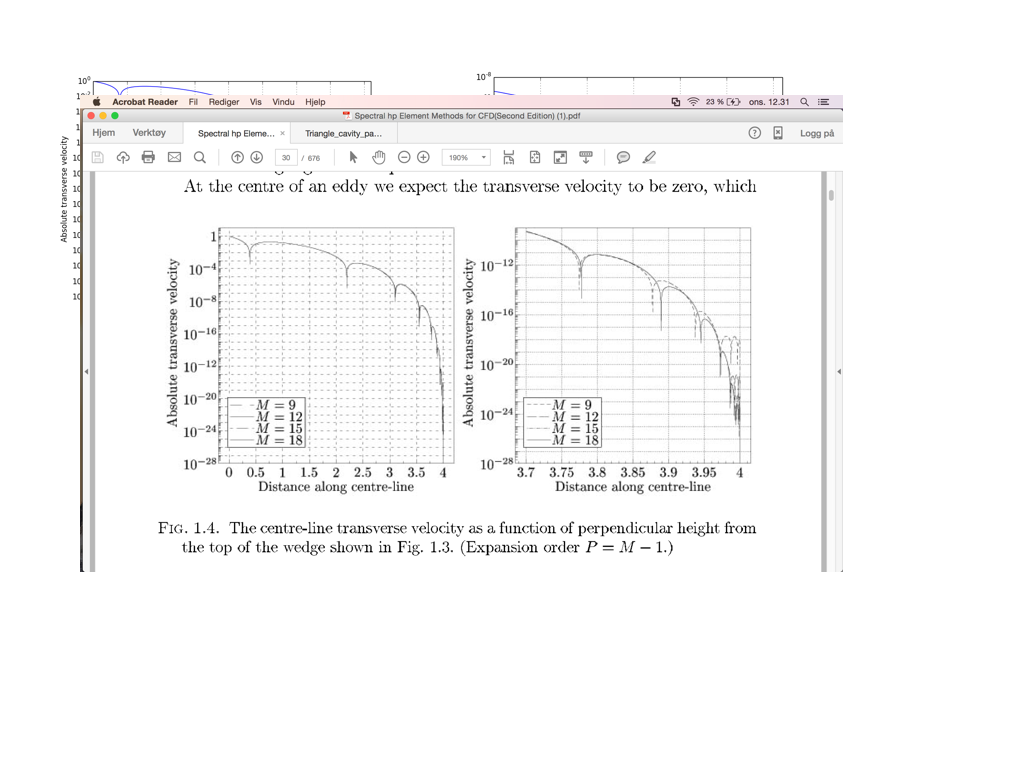 10^0
10^-8
Acrobat Reader Fil Rediger Vis Vindu Hjelp 23 % ons. 12.31
Spectral hp Element Methods for CFD(Second Edition) (1).pdf
Hjem Verktøy Spectral hp Eleme... × Triangle_cavity_pa... Logg på
30 / 676 190%
At the centre of an eddy we expect the transverse velocity to be zero, which
Absolute transverse velocity
Absolute transverse velocity
1
10^-4
10^-8
10^-16
10^-12
10^-20
10^-24
10^-28
M = 9
M = 12
M = 15
M = 18
0 0.5 1 1.5 2 2.5 3 3.5 4
Distance along centre-line
Absolute transverse velocity
10^-12
10^-16
10^-20
10^-24
10^-28
M = 9
M = 12
M = 15
M = 18
3.7 3.75 3.8 3.85 3.9 3.95 4
Distance along centre-line
FIG. 1.4. The centre-line transverse velocity as a function of perpendicular height from
the top of the wedge shown in Fig. 1.3. (Expansion order P = M − 1.)